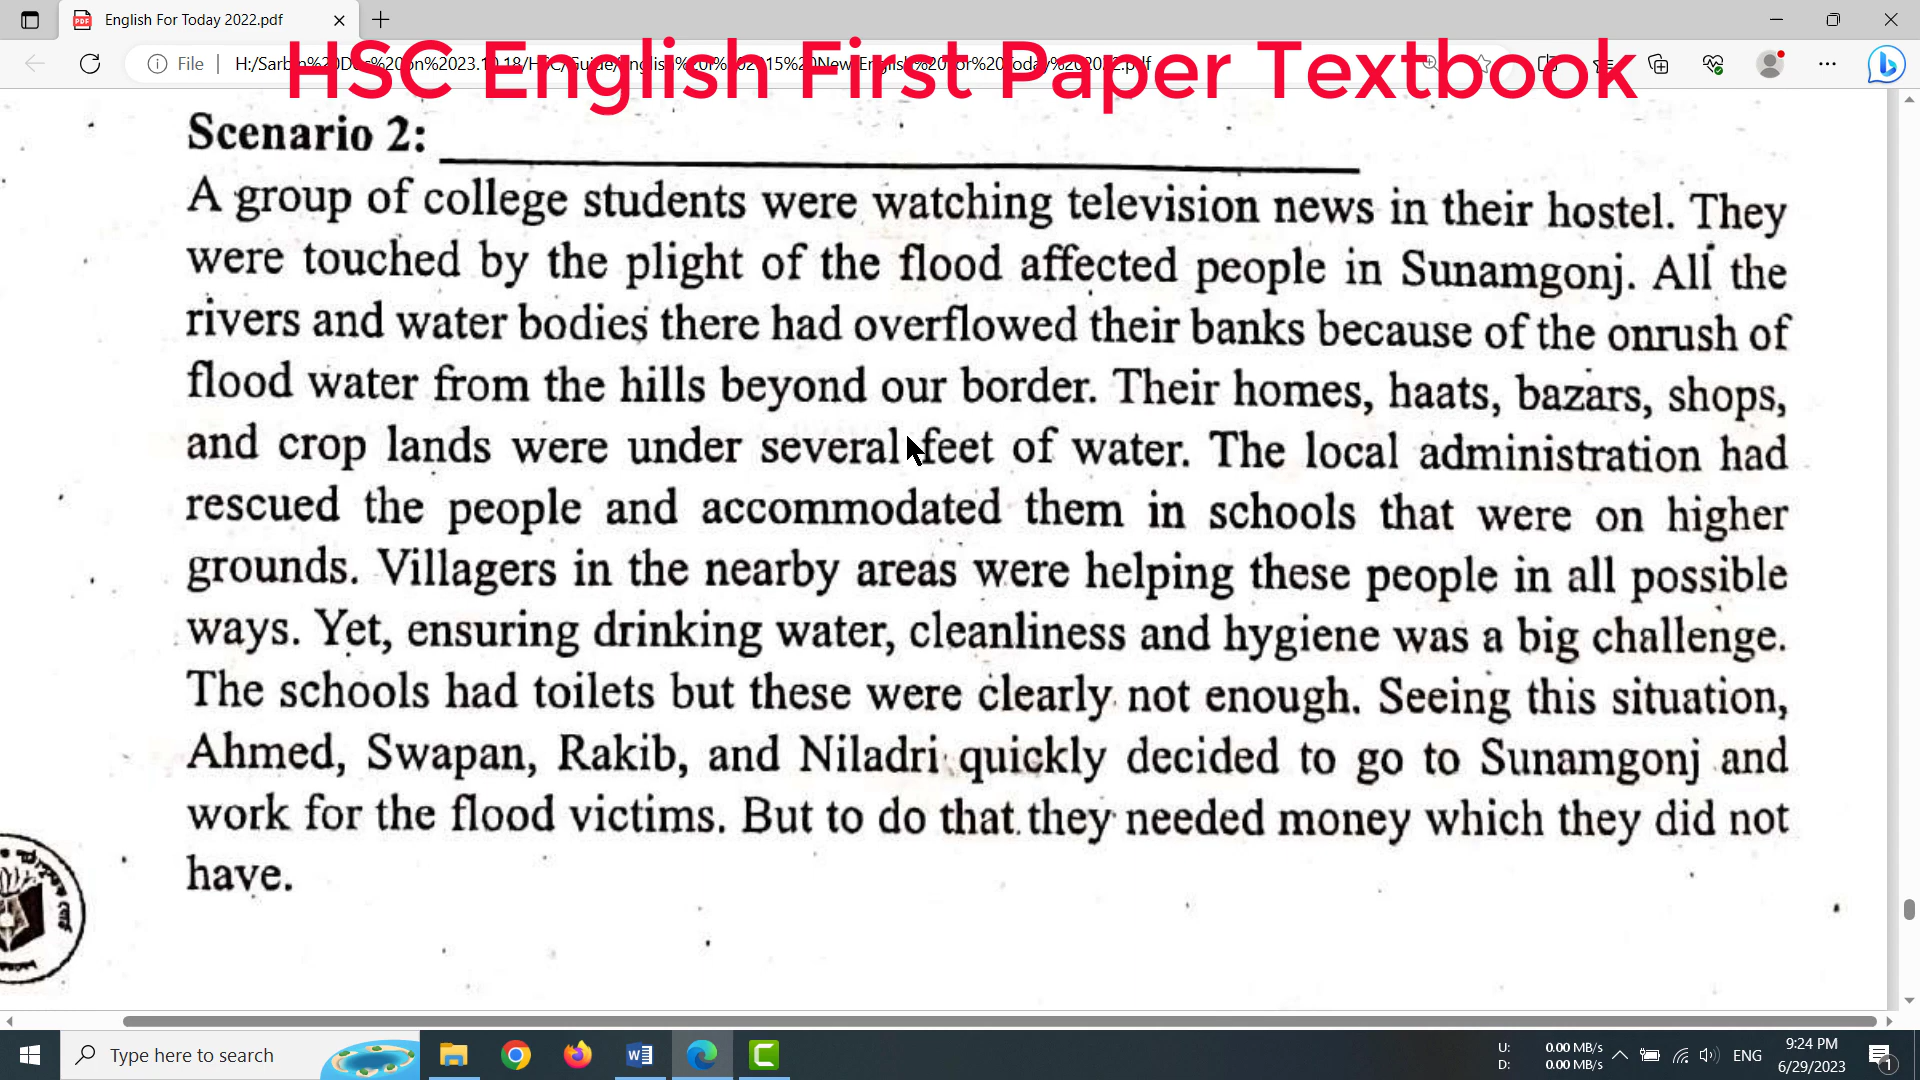 English For Today 2022.pdf
HSC English First Paper Textbook
File
Scenario 2:
A group of college students were watching television news in their hostel. They
were touched by the plight of the flood affected people in Sunamgonj. All the
rivers and water bodies there had overflowed their banks because of the onrush of
flood water from the hills beyond our border. Their homes, haats, bazars, shops,
and crop lands were under several feet of water. The local administration had
rescued the people and accommodated them in schools that were on higher
grounds. Villagers in the nearby areas were helping these people in all possible
ways. Yet, ensuring drinking water, cleanliness and hygiene was a big challenge.
The schools had toilets but these were clearly not enough. Seeing this situation,
Ahmed, Swapan, Rakib, and Niladri quickly decided to go to Sunamgonj and
work for the flood victims. But to do that they needed money which they did not
have.
Type here to search
U: 0.00 MB/s
D: 0.00 MB/s
ENG
9:24 PM
6/29/2023
1